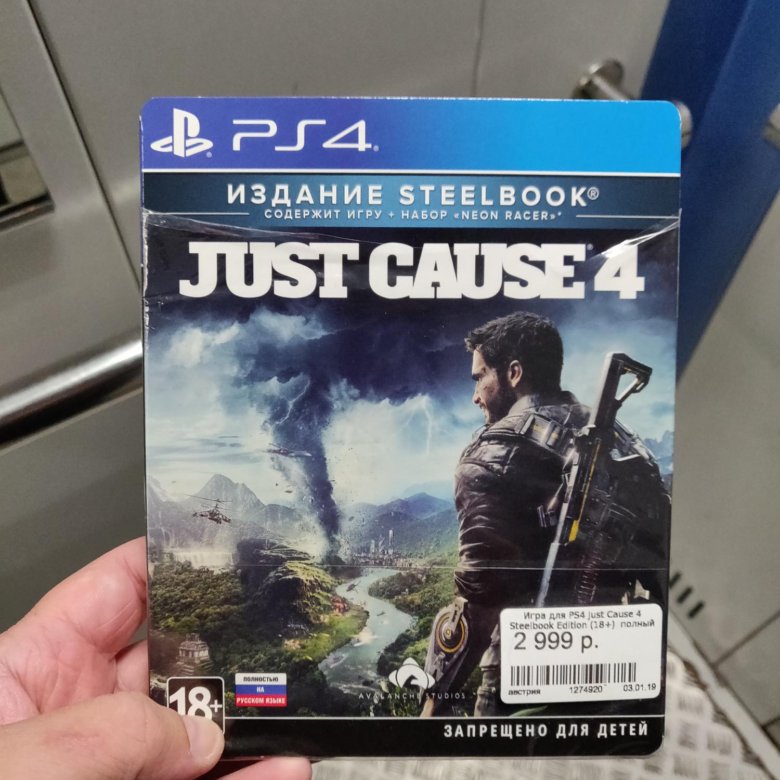 PS4
ИЗДАНИЕ STEELBOOK®
СОДЕРЖИТ ИГРУ + НАБОР «NEON RACER»*
JUST CAUSE 4
Игра для PS4 Just Cause 4
Steelbook Edition (18+) полный
2 999 р.
австрия 1274920 03.01.19
ПОЛНОСТЬЮ
НА
РУССКОМ ЯЗЫКЕ
AVALANCHE STUDIOS
18+
ЗАПРЕЩЕНО ДЛЯ ДЕТЕЙ